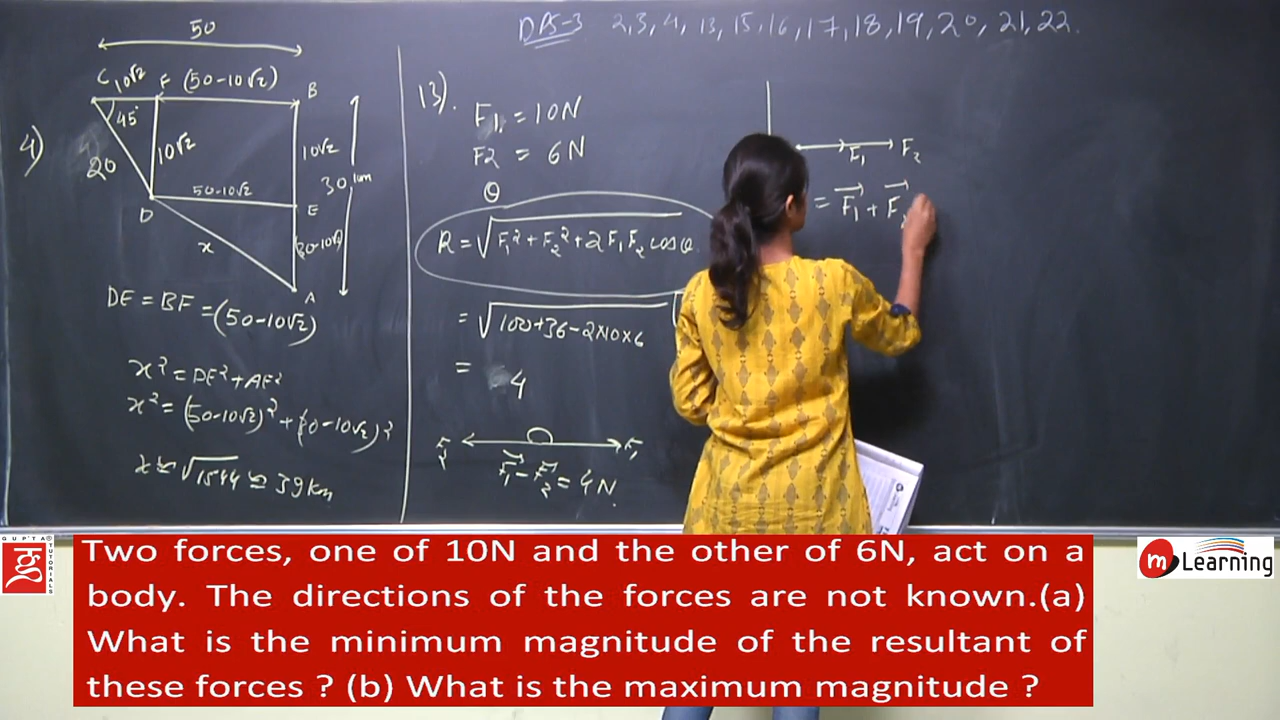 DPS-3 2,3, 4, 13, 15, 16, 17, 18, 19, 20, 21, 22.
4)
50
C 10√2 F (50-10√2) B
45°
20
10√2
10√2
30 km
50-10√2
D
E
x
A
DE = BF = (50-10√2)
x² = DE² + AE²
x² = (50-10√2)² + (30-10√2)²
x ≃ √1544 ≃ 39 km
13).
F₁ = 10N
F2 = 6N
θ
R = √F₁² + F₂² + 2F₁F₂ cosθ
= √100+36-2×10×6
= 4
F₂ F₁
F₁ - F₂ = 4N.
F₁ F₂
= F₁ + F
GUPTA TUTORIALS
Two forces, one of 10N and the other of 6N, act on a
body. The directions of the forces are not known.(a)
What is the minimum magnitude of the resultant of
these forces ? (b) What is the maximum magnitude ?
m Learning